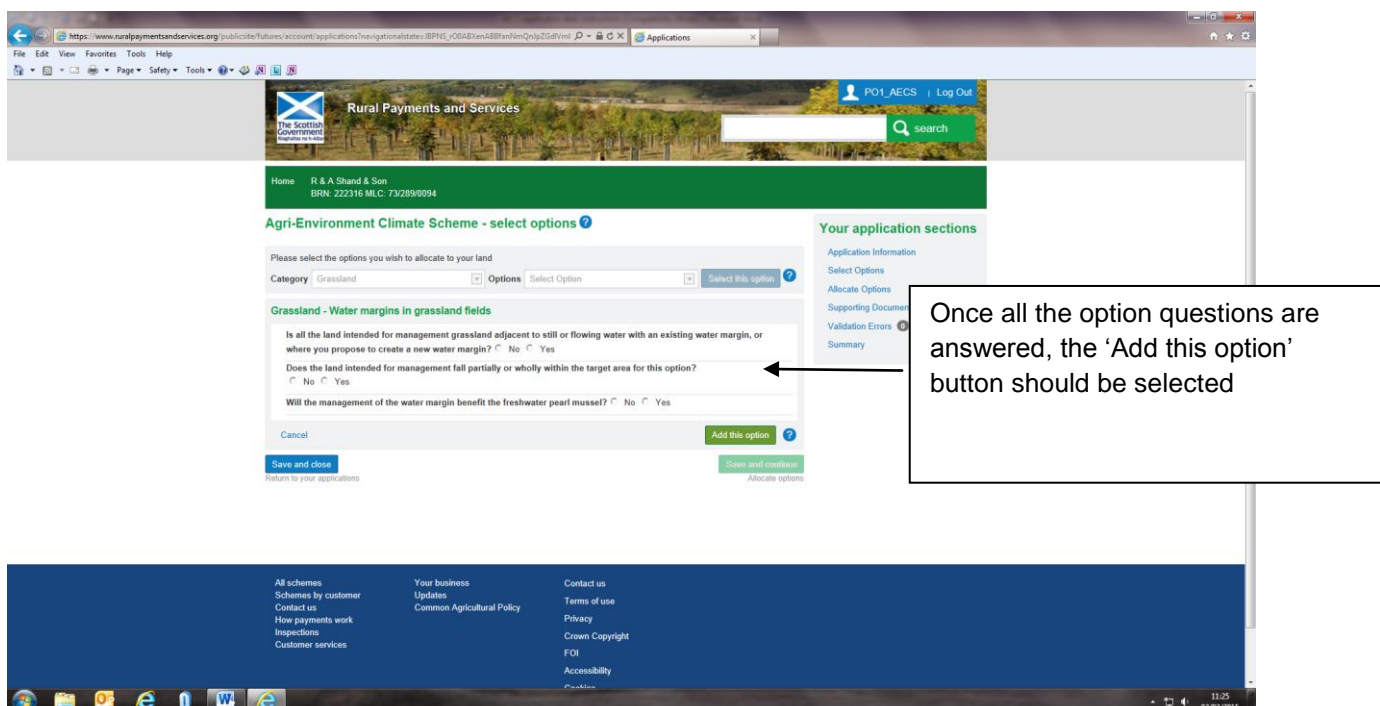 https://www.ruralpaymentsandservices.org/publicsite/futures/account/applications?
Applications
File Edit View Favorites Tools Help
Page Safety Tools
PO1_AECS | Log Out
Rural Payments and Services
The Scottish
Government
Riaghaltas na h-Alba
search
Home R & A Shand & Son
BRN: 222316 MLC: 73/289/0094
Agri-Environment Climate Scheme - select options ?
Your application sections
Please select the options you wish to allocate to your land
Category Grassland Options Select Option Select this option ?
Application Information
Select Options
Allocate Options
Supporting Documen
Validation Errors 0
Summary
Grassland - Water margins in grassland fields
Is all the land intended for management grassland adjacent to still or flowing water with an existing water margin, or
where you propose to create a new water margin? No Yes
Does the land intended for management fall partially or wholly within the target area for this option?
No Yes
Will the management of the water margin benefit the freshwater pearl mussel? No Yes
Cancel Add this option ?
Save and close Save and continue
Return to your applications Allocate options
Once all the option questions are
answered, the ‘Add this option’
button should be selected
All schemes
Schemes by customer
Contact us
How payments work
Inspections
Customer services
Your business
Updates
Common Agricultural Policy
Contact us
Terms of use
Privacy
Crown Copyright
FOI
Accessibility
Cookies
11:25